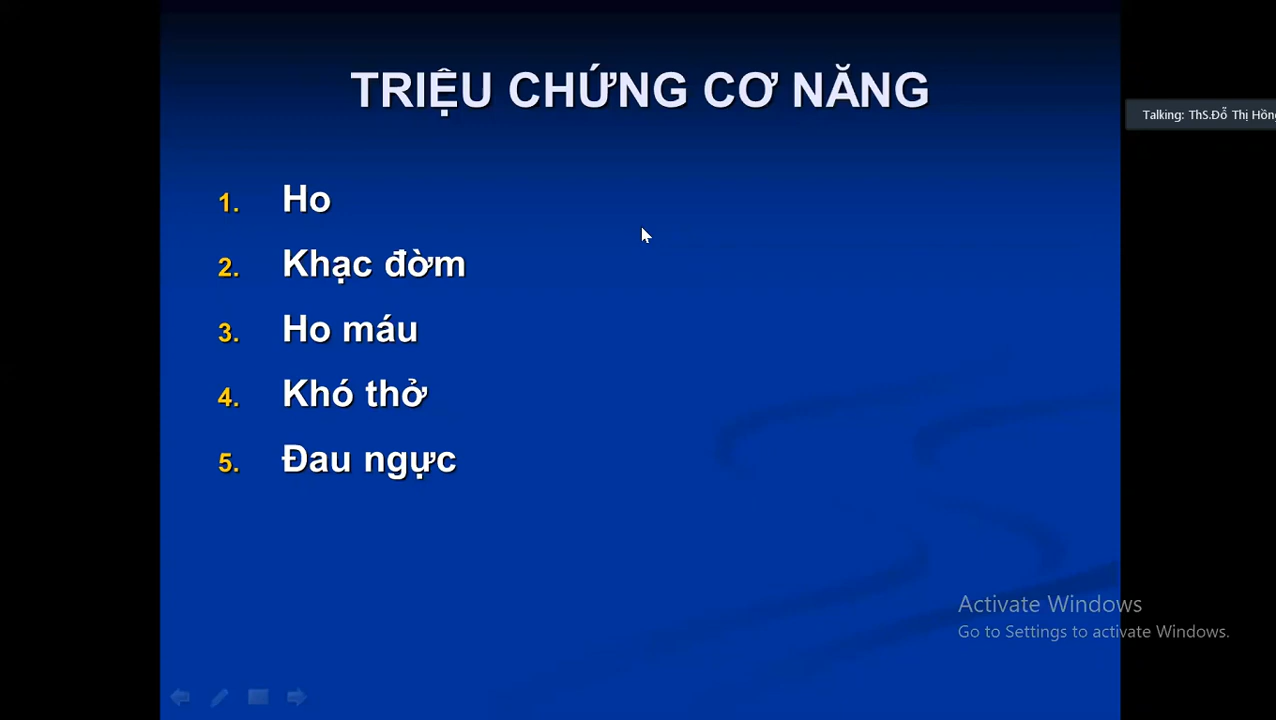 TRIỆU CHỨNG CƠ NĂNG
Talking: ThS.Đỗ Thị Hồng
1. Ho
2. Khạc đờm
3. Ho máu
4. Khó thở
5. Đau ngực
Activate Windows
Go to Settings to activate Windows.